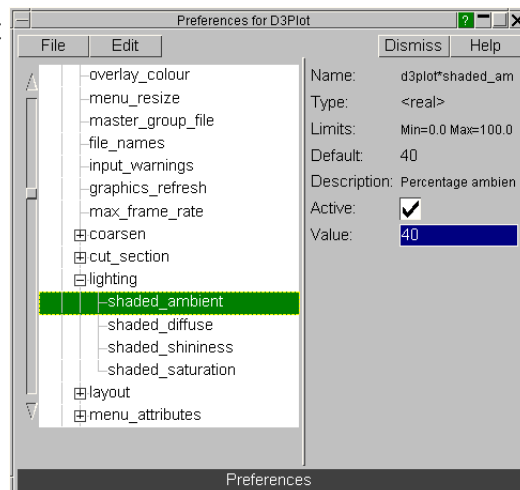 Preferences for D3Plot
?
File Edit Dismiss Help
overlay_colour
menu_resize
master_group_file
file_names
input_warnings
graphics_refresh
max_frame_rate
coarsen
cut_section
lighting
shaded_ambient
shaded_diffuse
shaded_shininess
shaded_saturation
layout
menu_attributes
Name: d3plot*shaded_am
Type: <real>
Limits: Min=0.0 Max=100.0
Default: 40
Description: Percentage ambien
Active:
Value: 40
Preferences